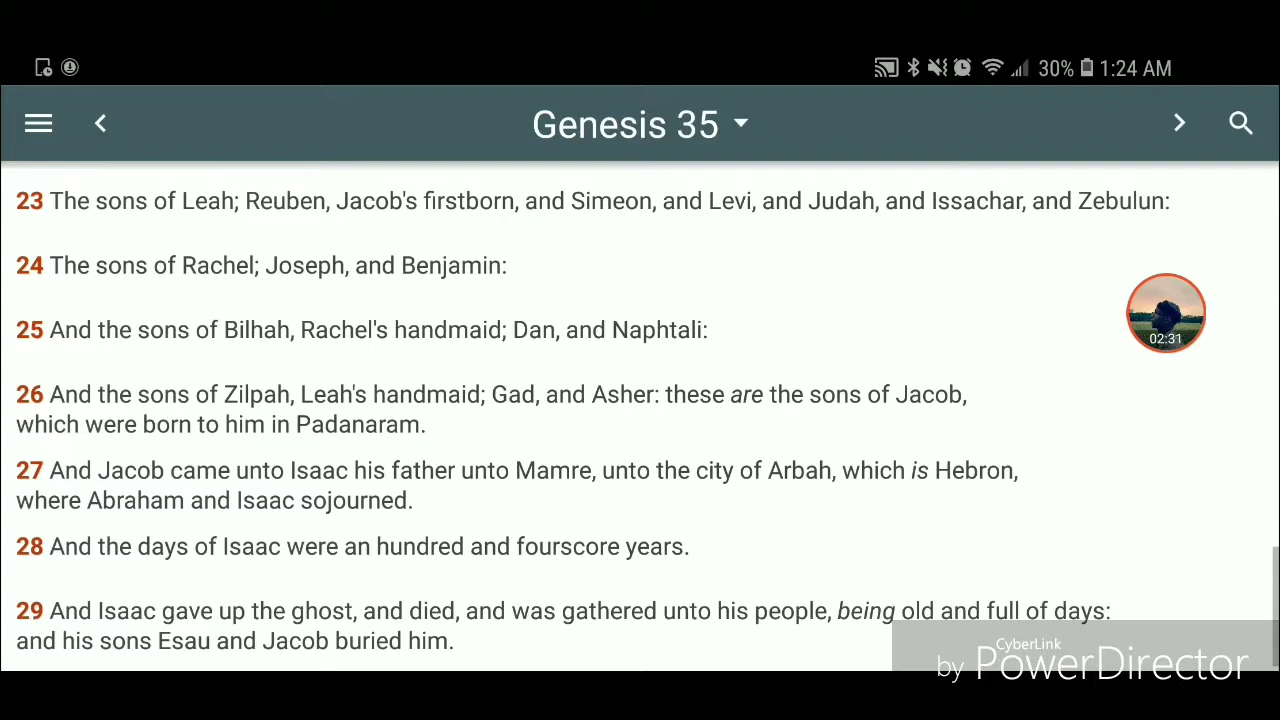 30% 1:24 AM
Genesis 35
23 The sons of Leah; Reuben, Jacob's firstborn, and Simeon, and Levi, and Judah, and Issachar, and Zebulun:
24 The sons of Rachel; Joseph, and Benjamin:
25 And the sons of Bilhah, Rachel's handmaid; Dan, and Naphtali:
02:31
26 And the sons of Zilpah, Leah's handmaid; Gad, and Asher: these are the sons of Jacob,
which were born to him in Padanaram.
27 And Jacob came unto Isaac his father unto Mamre, unto the city of Arbah, which is Hebron,
where Abraham and Isaac sojourned.
28 And the days of Isaac were an hundred and fourscore years.
29 And Isaac gave up the ghost, and died, and was gathered unto his people, being old and full of days:
and his sons Esau and Jacob buried him.
CyberLink
by PowerDirector